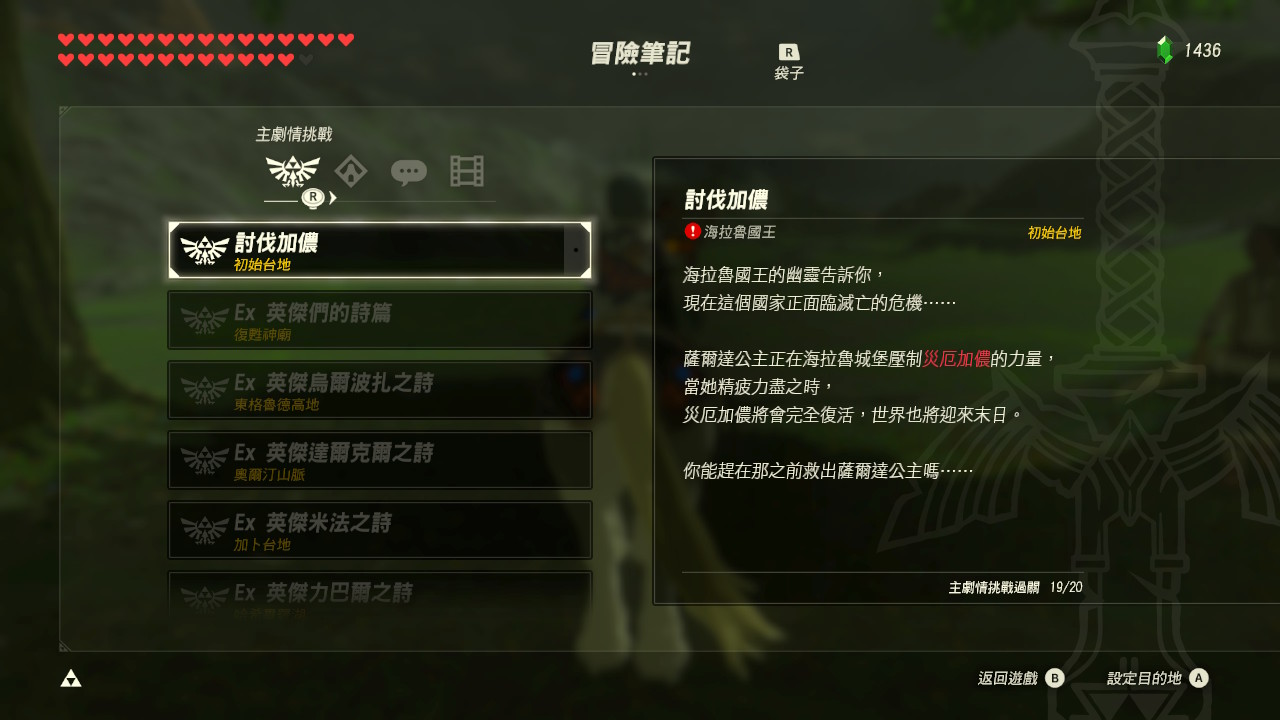 冒險筆記
R
袋子
1436
主劇情挑戰
R
討伐加儂
初始台地
Ex 英傑們的詩篇
復甦神廟
Ex 英傑烏爾波扎之詩
東格魯德高地
Ex 英傑達爾克爾之詩
奧爾汀山脈
Ex 英傑米法之詩
加卜台地
Ex 英傑力巴爾之詩
討伐加儂
海拉魯國王
初始台地
海拉魯國王的幽靈告訴你，
現在這個國家正面臨滅亡的危機……
薩爾達公主正在海拉魯城堡壓制災厄加儂的力量，
當她精疲力盡之時，
災厄加儂將會完全復活，世界也將迎來末日。
你能趕在那之前救出薩爾達公主嗎……
主劇情挑戰過關 19/20
返回遊戲 B
設定目的地 A